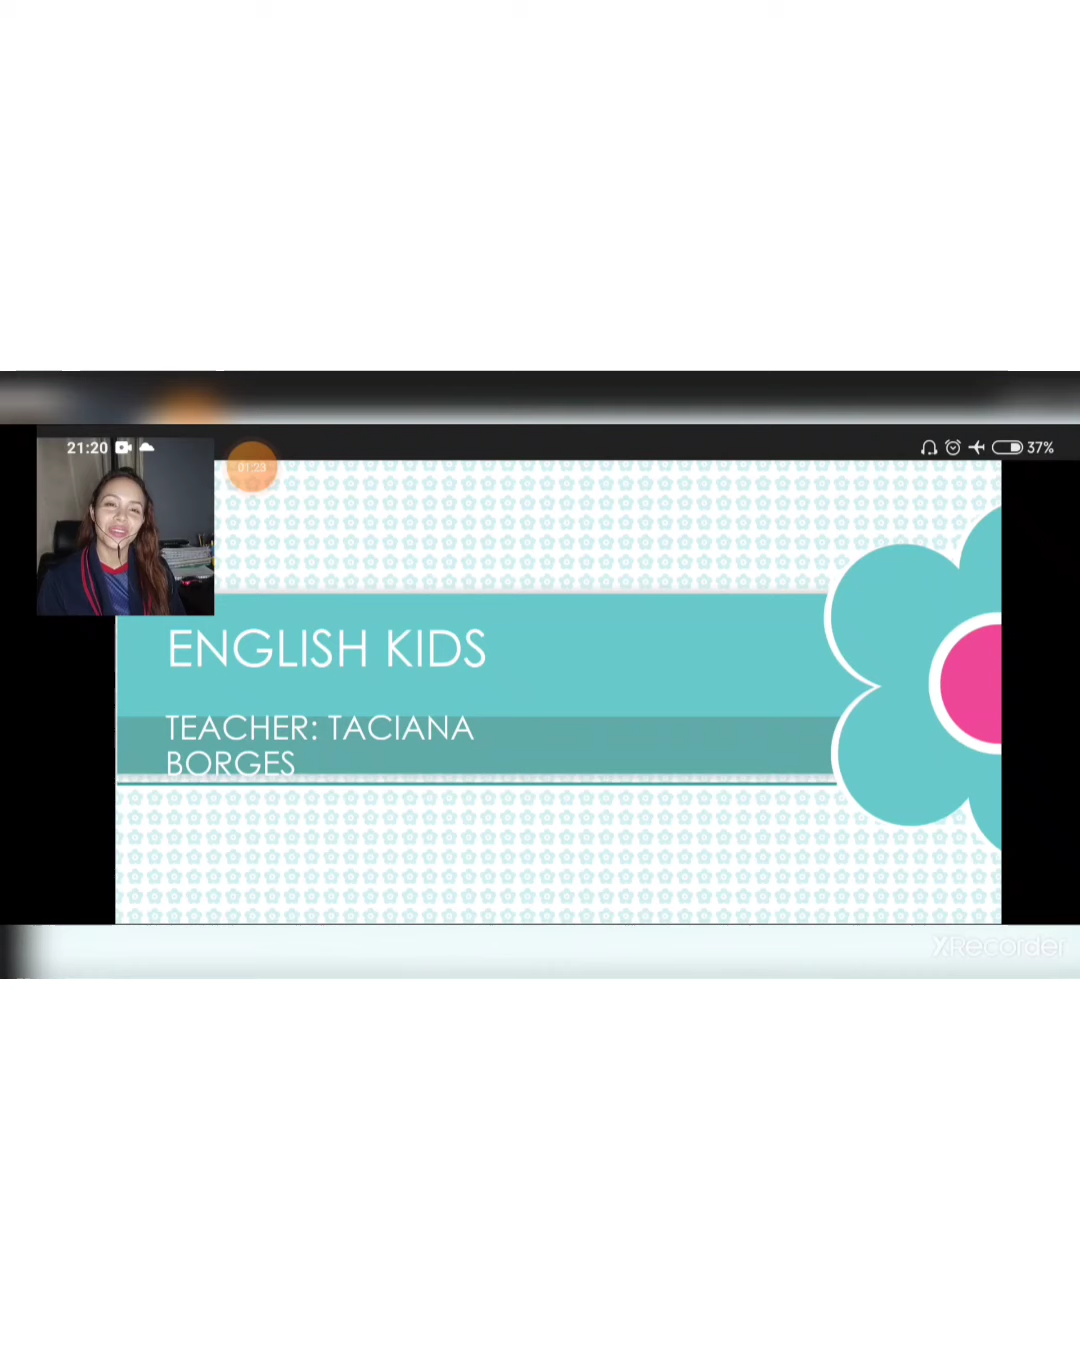 21:20
37%
01:23
ENGLISH KIDS
TEACHER: TACIANA
BORGES
XRecorder